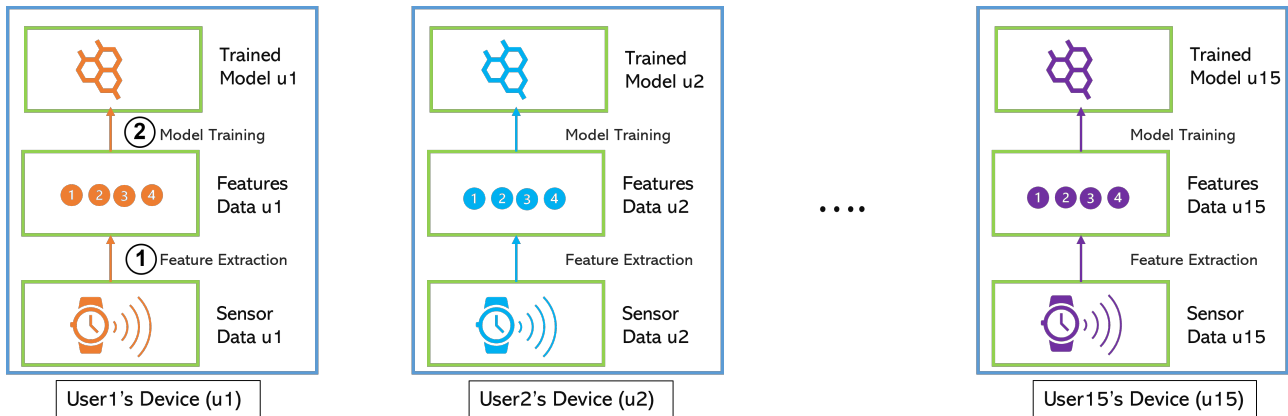 Trained
Model u1
2 Model Training
1 2 3 4
Features
Data u1
1 Feature Extraction
Sensor
Data u1
User1's Device (u1)
Trained
Model u2
Model Training
1 2 3 4
Features
Data u2
Feature Extraction
Sensor
Data u2
User2's Device (u2)
....
Trained
Model u15
Model Training
1 2 3 4
Features
Data u15
Feature Extraction
Sensor
Data u15
User15's Device (u15)